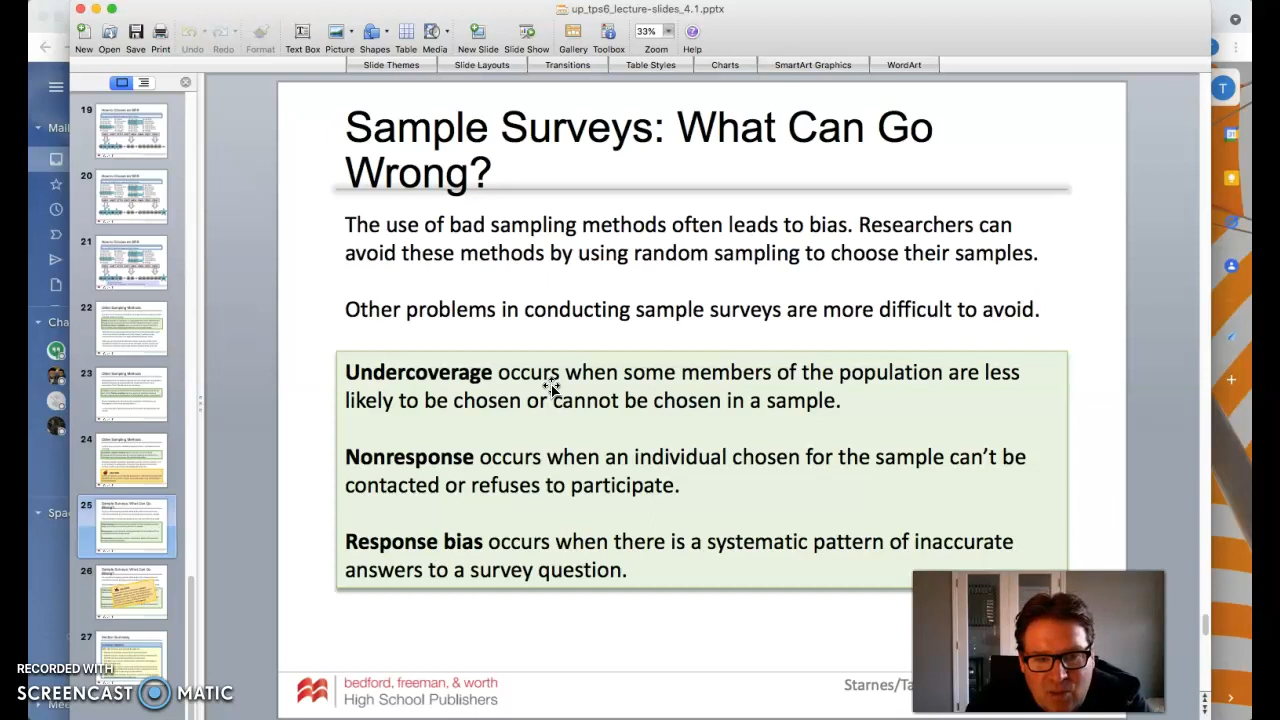 up_tps6_lecture-slides_4.1.pptx
33%
New Open Save Print Undo Redo Format Text Box Picture Shapes Table Media New Slide Slide Show Gallery Toolbox Zoom Help
Slide Themes Slide Layouts Transitions Table Styles Charts SmartArt Graphics WordArt
Mail
19
20
21
22
23
24
25
26
27
Sample Surveys: What Can Go
Wrong?
The use of bad sampling methods often leads to bias. Researchers can
avoid these methods by using random sampling to choose their samples.
Other problems in conducting sample surveys are more difficult to avoid.
Undercoverage occurs when some members of the population are less
likely to be chosen or cannot be chosen in a sample.
Nonresponse occurs when an individual chosen for the sample can't be
contacted or refuses to participate.
Response bias occurs when there is a systematic pattern of inaccurate
answers to a survey question.
T
Cha
Spac
RECORDED WITH
SCREENCAST MATIC
bedford, freeman, & worth
High School Publishers
Starnes/Ta